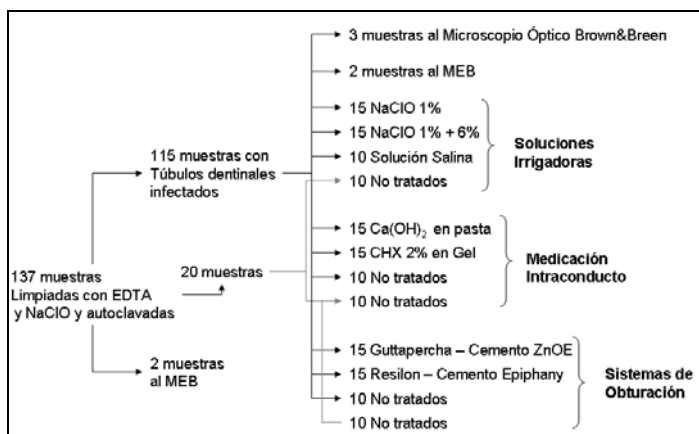 3 muestras al Microscopio Óptico Brown&Breen
2 muestras al MEB
15 NaClO 1%
15 NaClO 1% + 6%
10 Solución Salina
10 No tratados
Soluciones
Irrigadoras
115 muestras con
Túbulos dentinales
infectados
15 Ca(OH)₂ en pasta
15 CHX 2% en Gel
10 No tratados
10 No tratados
Medicación
Intraconducto
20 muestras
137 muestras
Limpiadas con EDTA
y NaClO y autoclavadas
2 muestras
al MEB
15 Guttapercha – Cemento ZnOE
15 Resilon – Cemento Epiphany
10 No tratados
10 No tratados
Sistemas de
Obturación